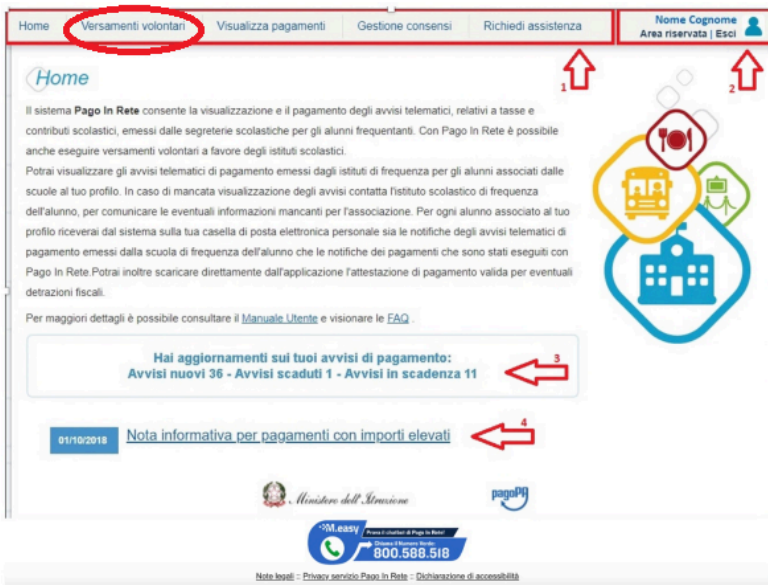 Home Versamenti volontari Visualizza pagamenti Gestione consensi Richiedi assistenza
Nome Cognome
Area riservata | Esci
1
2
Home
Il sistema Pago In Rete consente la visualizzazione e il pagamento degli avvisi telematici, relativi a tasse e
contributi scolastici, emessi dalle segreterie scolastiche per gli alunni frequentanti. Con Pago In Rete è possibile
anche eseguire versamenti volontari a favore degli istituti scolastici.
Potrai visualizzare gli avvisi telematici di pagamento emessi dagli istituti di frequenza per gli alunni associati dalle
scuole al tuo profilo. In caso di mancata visualizzazione degli avvisi contatta l'istituto scolastico di frequenza
dell'alunno, per comunicare le eventuali informazioni mancanti per l'associazione. Per ogni alunno associato al tuo
profilo riceverai dal sistema sulla tua casella di posta elettronica personale sia le notifiche degli avvisi telematici di
pagamento emessi dalla scuola di frequenza dell'alunno che le notifiche dei pagamenti che sono stati eseguiti con
Pago In Rete.Potrai inoltre scaricare direttamente dall'applicazione l'attestazione di pagamento valida per eventuali
detrazioni fiscali.
Per maggiori dettagli è possibile consultare il Manuale Utente e visionare le FAQ .
Hai aggiornamenti sui tuoi avvisi di pagamento:
Avvisi nuovi 36 - Avvisi scaduti 1 - Avvisi in scadenza 11
3
01/10/2018 Nota informativa per pagamenti con importi elevati
4
Ministero dell'Istruzione
pagoPA
M.easy Prova il chatbot di Pago In Rete!
Chiama il Numero Verde
800.588.518
Note legali :: Privacy servizio Pago In Rete :: Dichiarazione di accessibilità